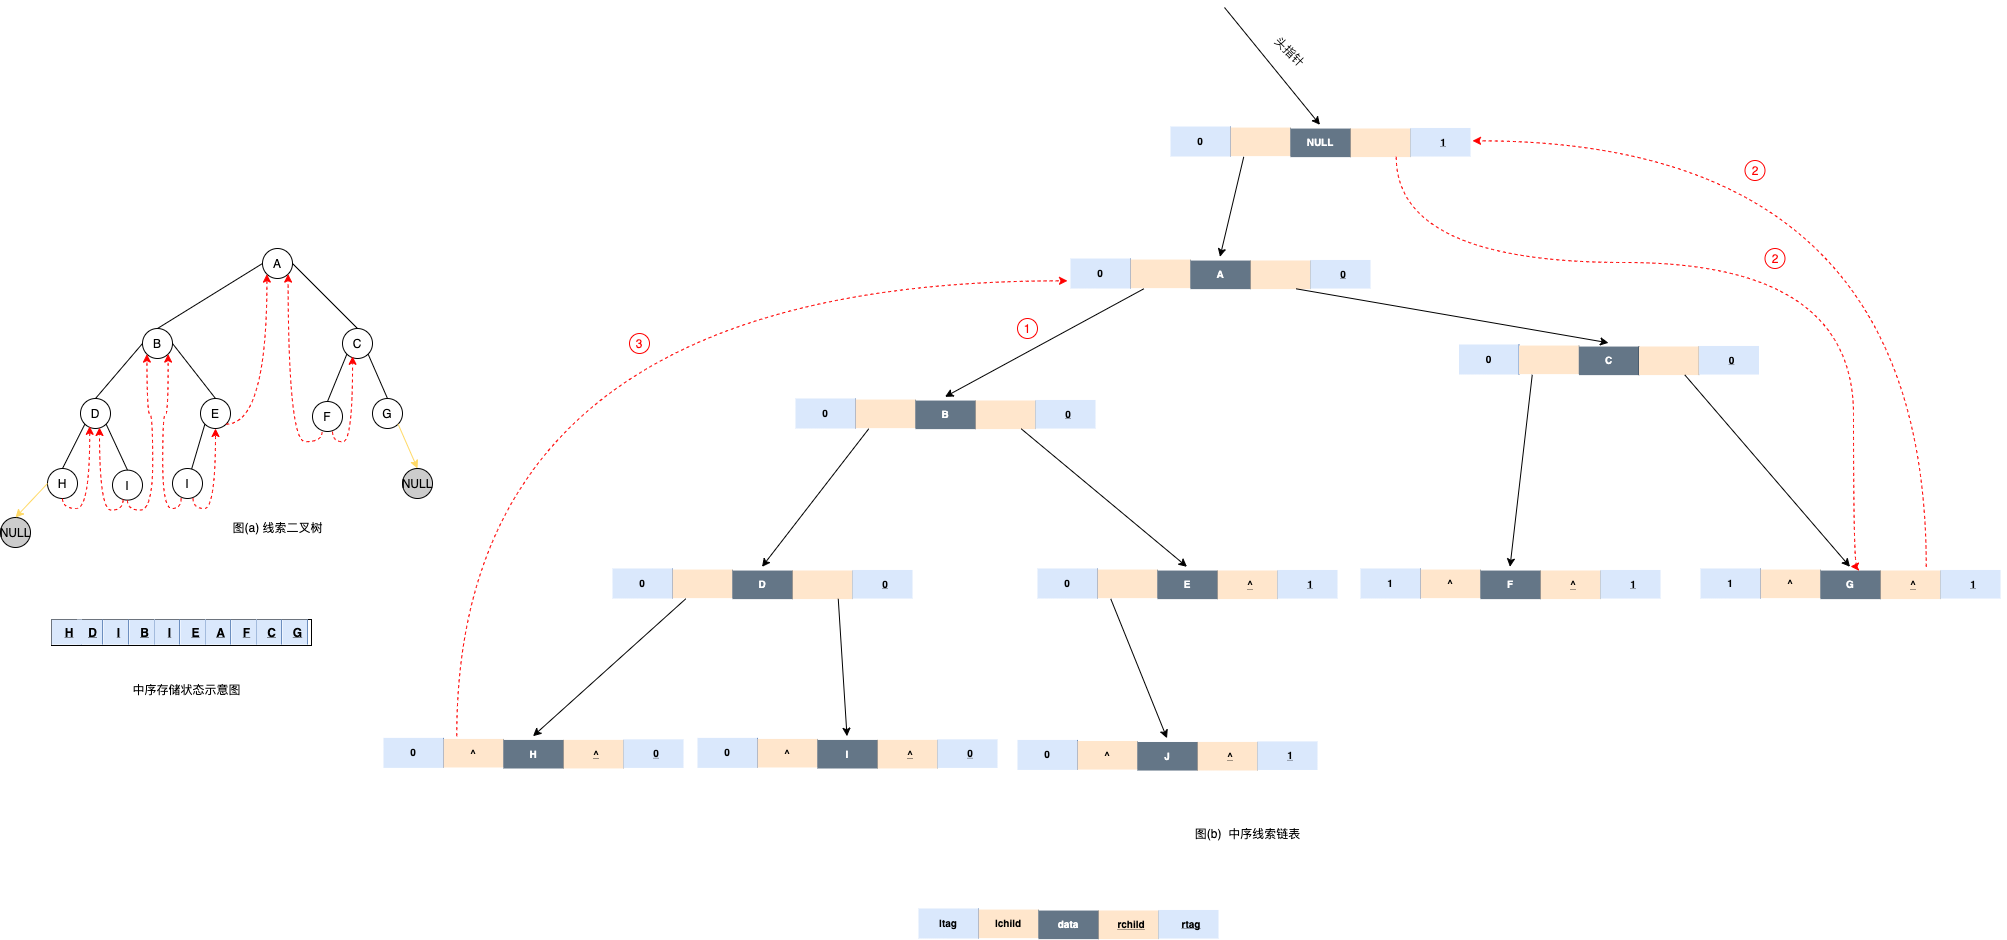 头指针
0 NULL 1
②
②
A
0 A 0
③
①
B C
0 C 0
0 B 0
D E F G
H I I NULL
NULL
图(a) 线索二叉树
0 D 0
0 E ^ 1
1 ^ F ^ 1
1 ^ G ^ 1
H D I B I E A F C G
中序存储状态示意图
0 ^ H ^ 0
0 ^ I ^ 0
0 ^ J ^ 1
图(b) 中序线索链表
ltag lchild data rchild rtag